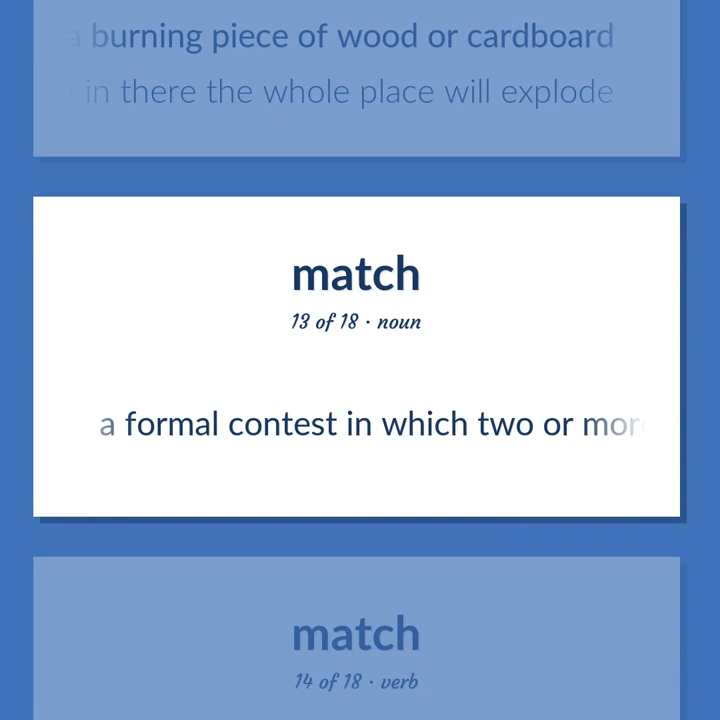 a burning piece of wood or cardboard
in there the whole place will explode
match
13 of 18 · noun
a formal contest in which two or more
match
14 of 18 · verb